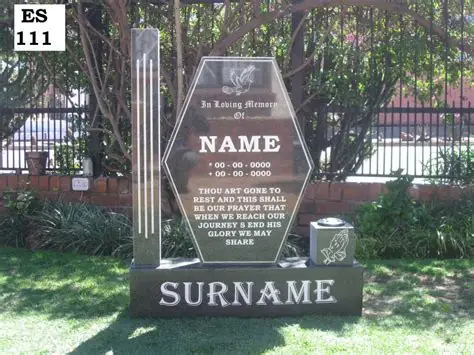 ES
111
In Loving Memory
Of
NAME
* 00 - 00 - 0000
+ 00 - 00 - 0000
THOU ART GONE TO
REST AND THIS SHALL
BE OUR PRAYER THAT
WHEN WE REACH OUR
JOURNEY S END HIS
GLORY WE MAY
SHARE
SURNAME